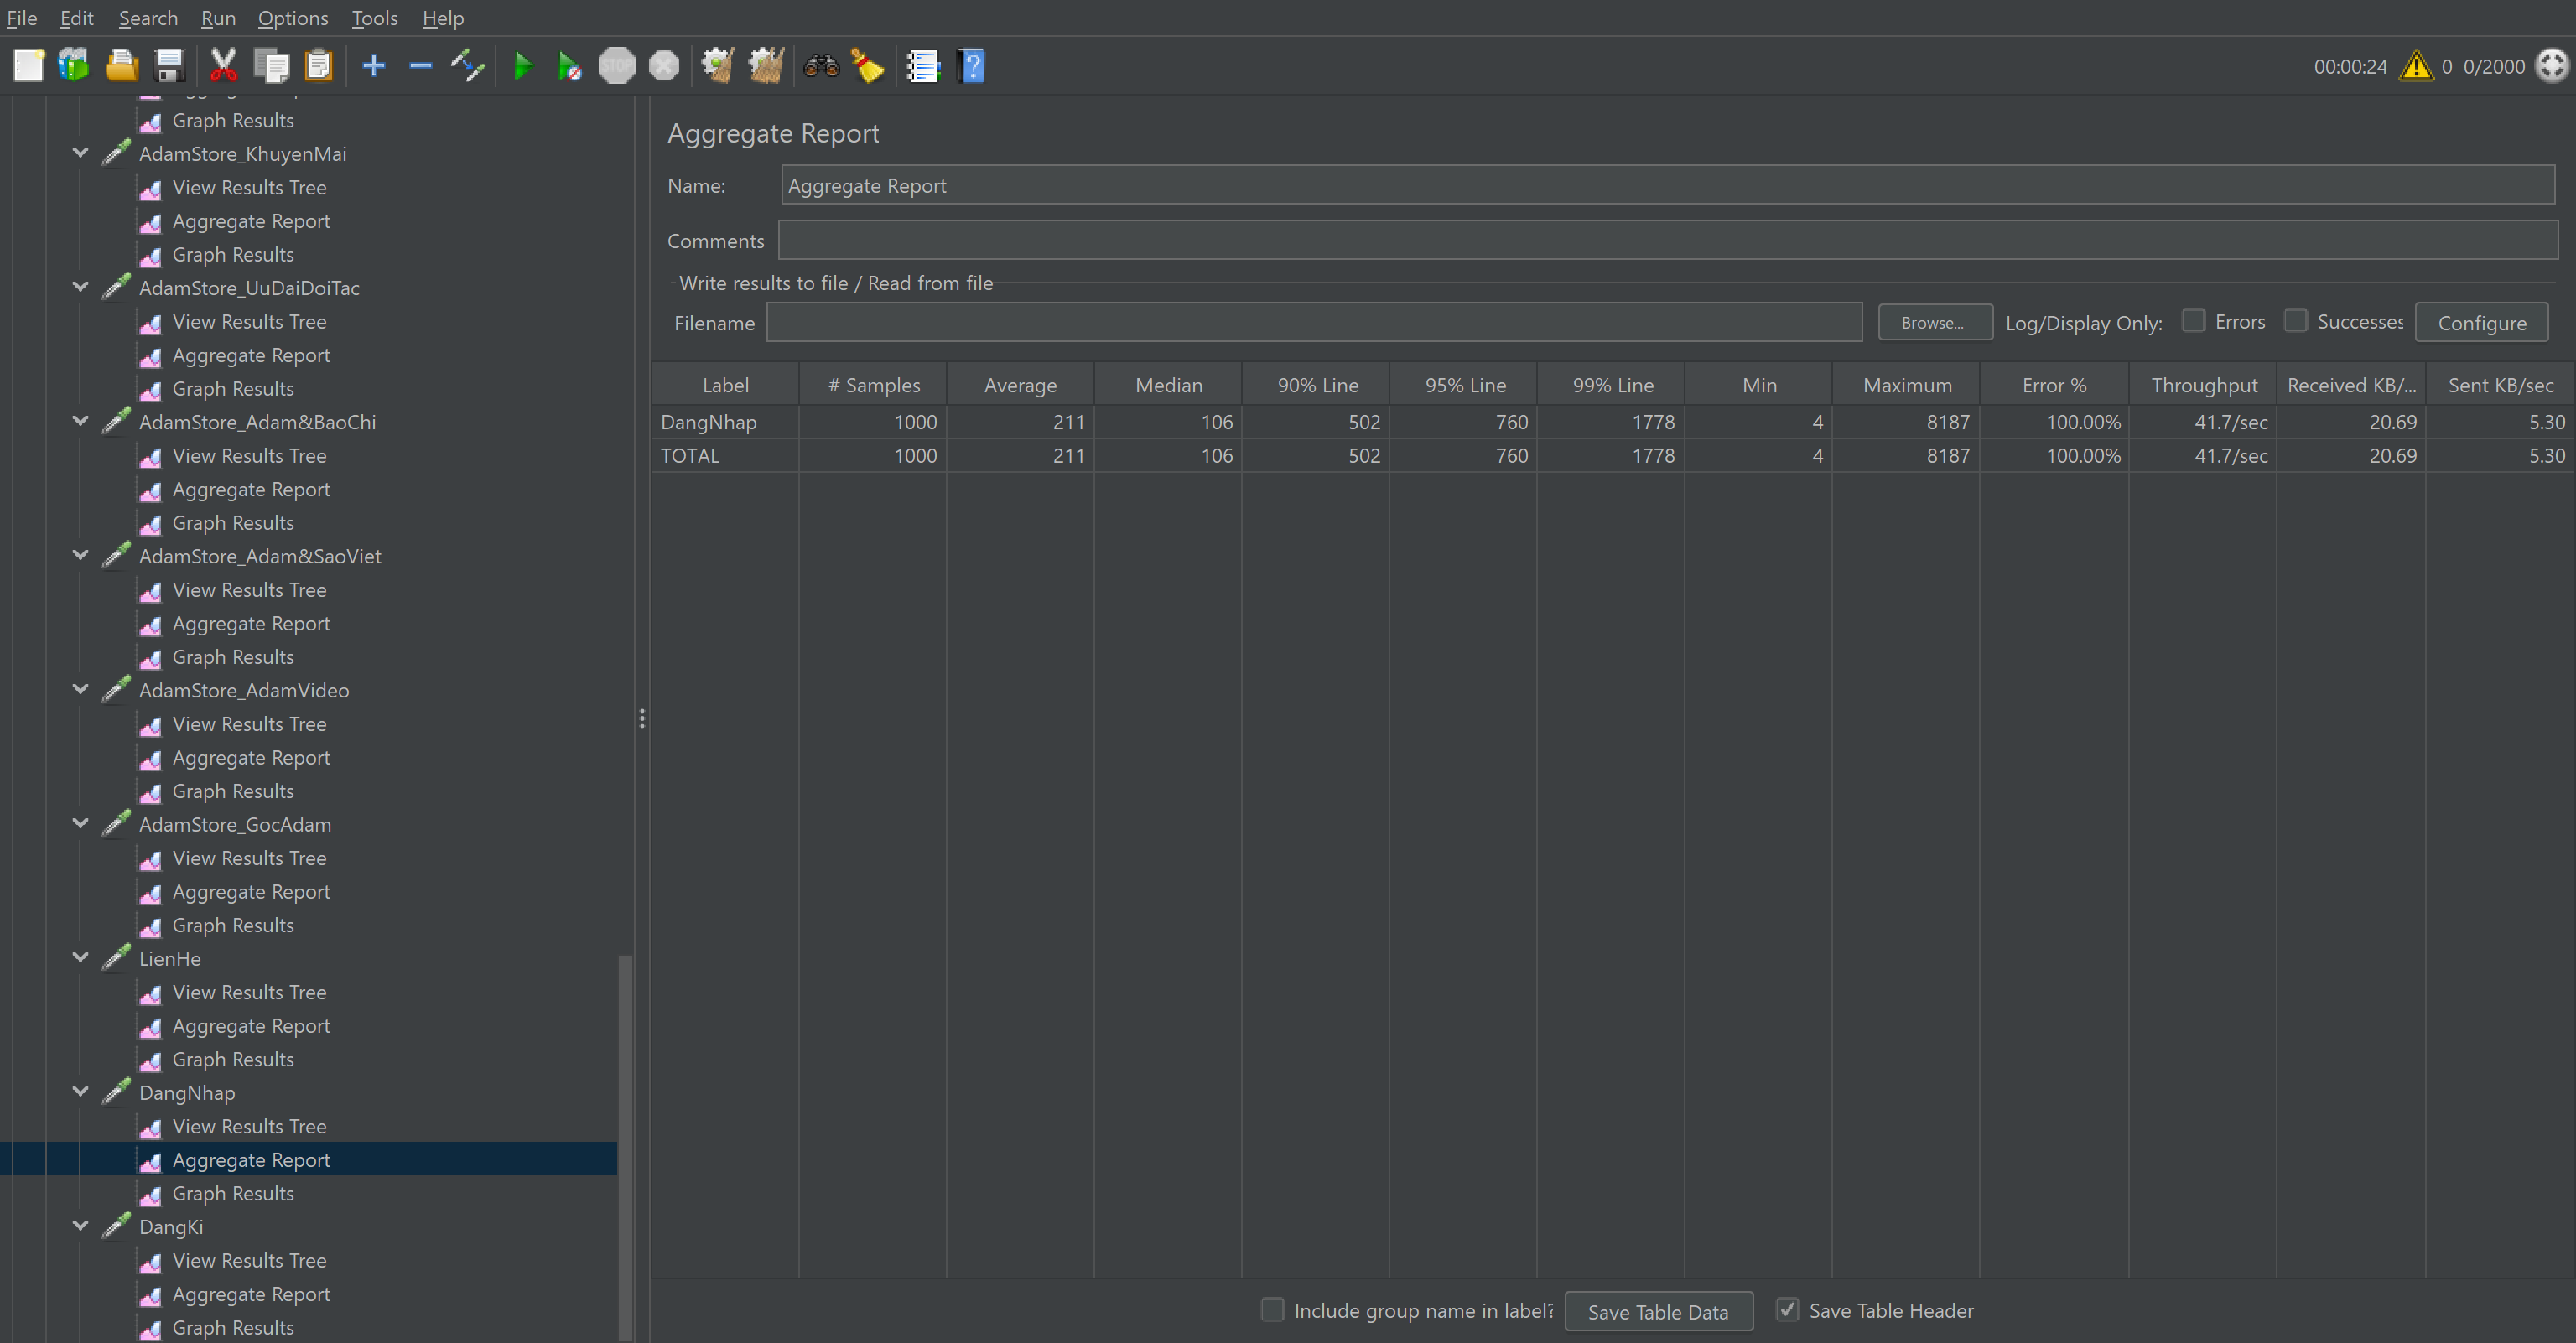 File Edit Search Run Options Tools Help
STOP
00:00:24 0 0/2000
Graph Results
AdamStore_KhuyenMai
View Results Tree
Aggregate Report
Graph Results
AdamStore_UuDaiDoiTac
View Results Tree
Aggregate Report
Graph Results
AdamStore_Adam&BaoChi
View Results Tree
Aggregate Report
Graph Results
AdamStore_Adam&SaoViet
View Results Tree
Aggregate Report
Graph Results
AdamStore_AdamVideo
View Results Tree
Aggregate Report
Graph Results
AdamStore_GocAdam
View Results Tree
Aggregate Report
Graph Results
LienHe
View Results Tree
Aggregate Report
Graph Results
DangNhap
View Results Tree
Aggregate Report
Graph Results
DangKi
View Results Tree
Aggregate Report
Graph Results
Aggregate Report
Name: Aggregate Report
Comments:
Write results to file / Read from file
Filename Browse... Log/Display Only: Errors Successes Configure
Label # Samples Average Median 90% Line 95% Line 99% Line Min Maximum Error % Throughput Received KB/... Sent KB/sec
DangNhap 1000 211 106 502 760 1778 4 8187 100.00% 41.7/sec 20.69 5.30
TOTAL 1000 211 106 502 760 1778 4 8187 100.00% 41.7/sec 20.69 5.30
Include group name in label? Save Table Data Save Table Header